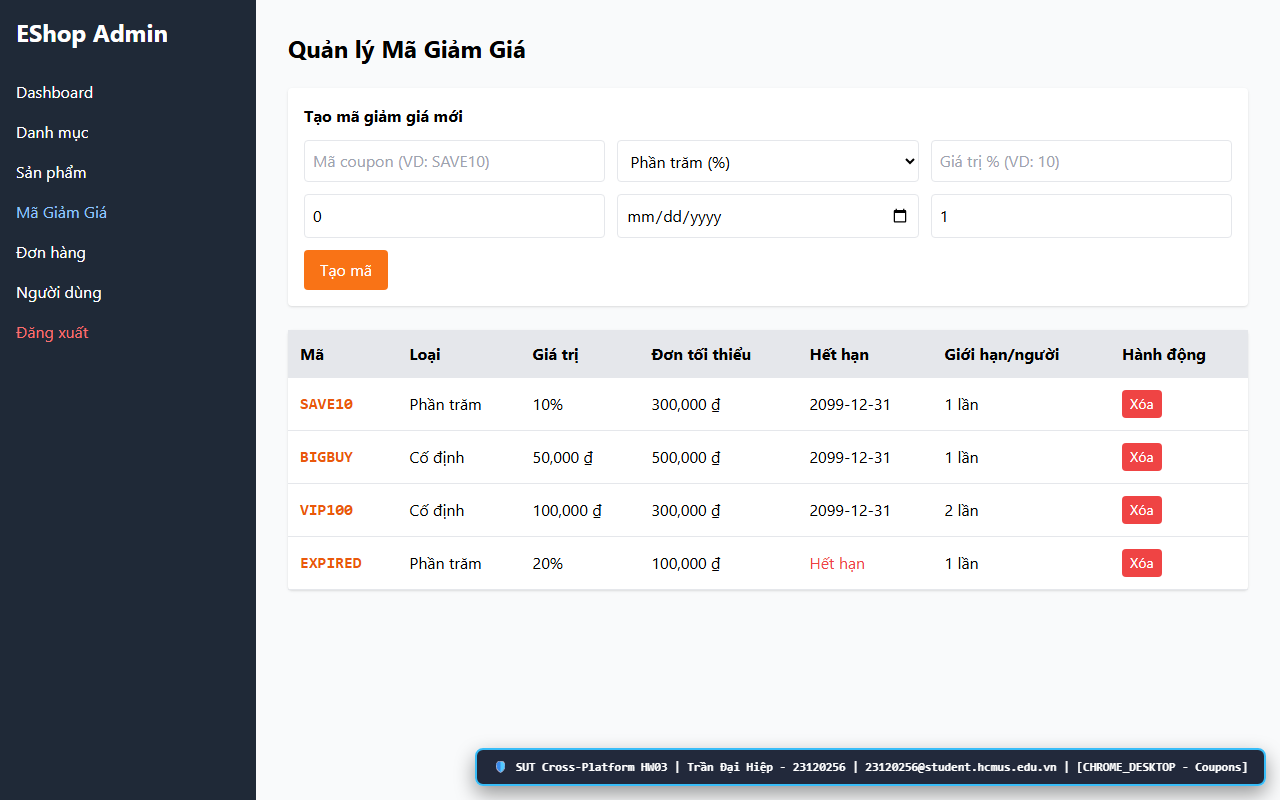 EShop Admin
Dashboard
Danh mục
Sản phẩm
Mã Giảm Giá
Đơn hàng
Người dùng
Đăng xuất
Quản lý Mã Giảm Giá
Tạo mã giảm giá mới
Mã coupon (VD: SAVE10) Phần trăm (%) Giá trị % (VD: 10)
0 mm/dd/yyyy 1
Tạo mã
Mã Loại Giá trị Đơn tối thiểu Hết hạn Giới hạn/người Hành động
SAVE10 Phần trăm 10% 300,000 ₫ 2099-12-31 1 lần Xóa
BIGBUY Cố định 50,000 ₫ 500,000 ₫ 2099-12-31 1 lần Xóa
VIP100 Cố định 100,000 ₫ 300,000 ₫ 2099-12-31 2 lần Xóa
EXPIRED Phần trăm 20% 100,000 ₫ Hết hạn 1 lần Xóa
SUT Cross-Platform HW03 | Trần Đại Hiệp - 23120256 | 23120256@student.hcmus.edu.vn | [CHROME_DESKTOP - Coupons]